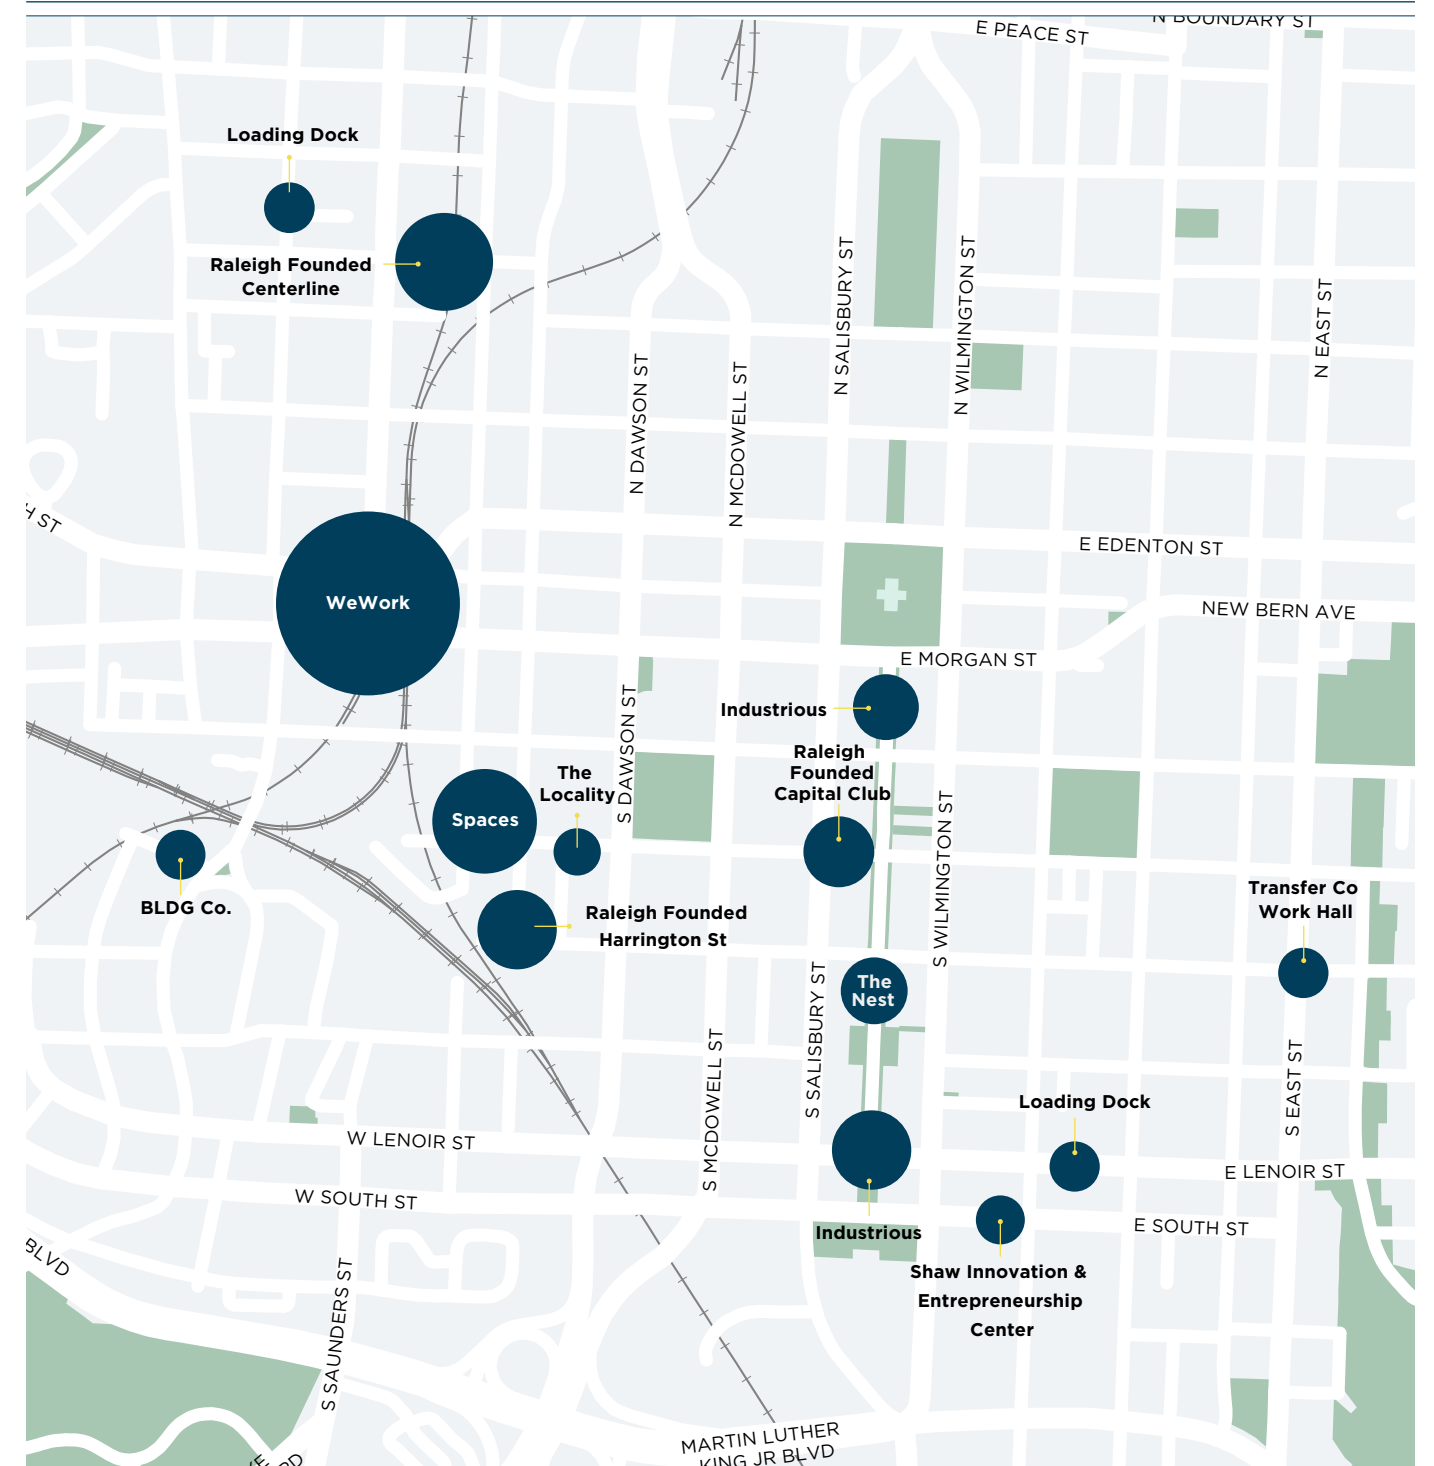 N BOUNDARY ST
E PEACE ST
Loading Dock
Raleigh Founded
Centerline
N SALISBURY ST
N WILMINGTON ST
N EAST ST
N DAWSON ST
N MCDOWELL ST
H ST
E EDENTON ST
WeWork
NEW BERN AVE
E MORGAN ST
Industrious
S DAWSON ST
Raleigh
Founded
Capital Club
The
Locality
Spaces
S WILMINGTON ST
BLDG Co.
Transfer Co
Work Hall
Raleigh Founded
Harrington St
The
Nest
S SALISBURY ST
S MCDOWELL ST
S EAST ST
Loading Dock
W LENOIR ST
E LENOIR ST
W SOUTH ST
E SOUTH ST
Industrious
BLVD
S SAUNDERS ST
Shaw Innovation &
Entrepreneurship
Center
MARTIN LUTHER
KING JR BLVD